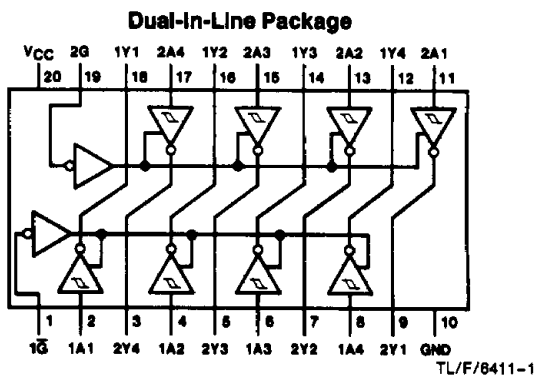 Dual-In-Line Package
VCC 2G 1Y1 2A4 1Y2 2A3 1Y3 2A2 1Y4 2A1
20 19 18 17 16 15 14 13 12 11
1 2 3 4 5 6 7 8 9 10
1G̅ 1A1 2Y4 1A2 2Y3 1A3 2Y2 1A4 2Y1 GND
TL/F/6411-1